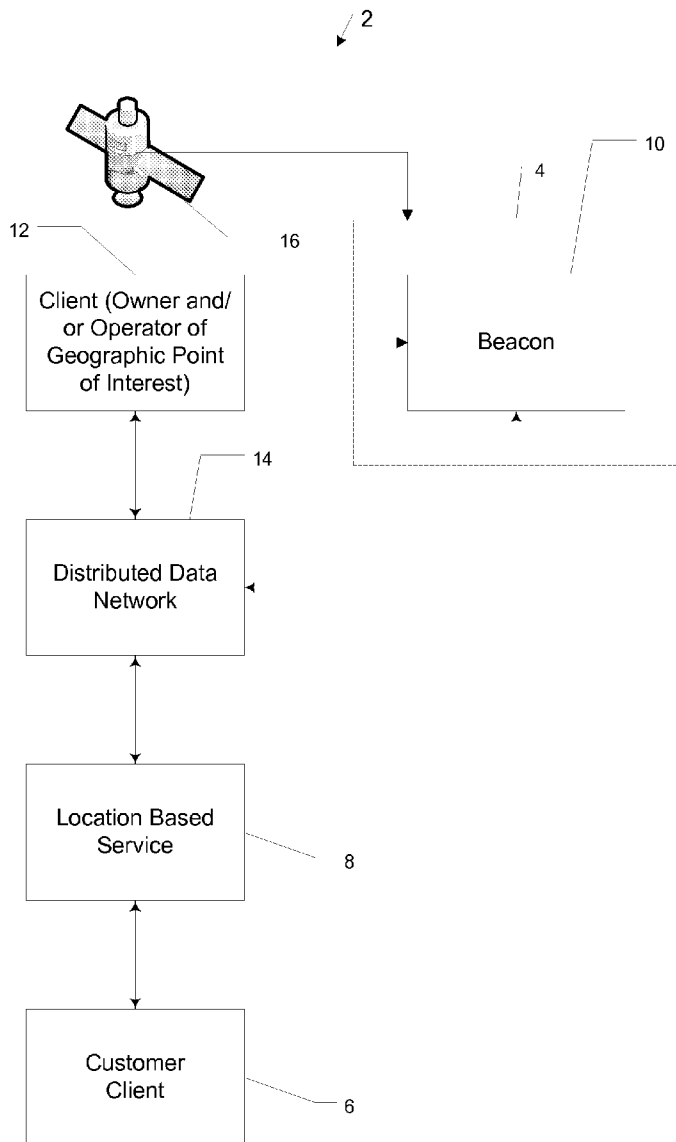 2
10
4
12
16
Client (Owner and/
or Operator of
Geographic Point
of Interest)
Beacon
14
Distributed Data
Network
Location Based
Service
8
Customer
Client
6